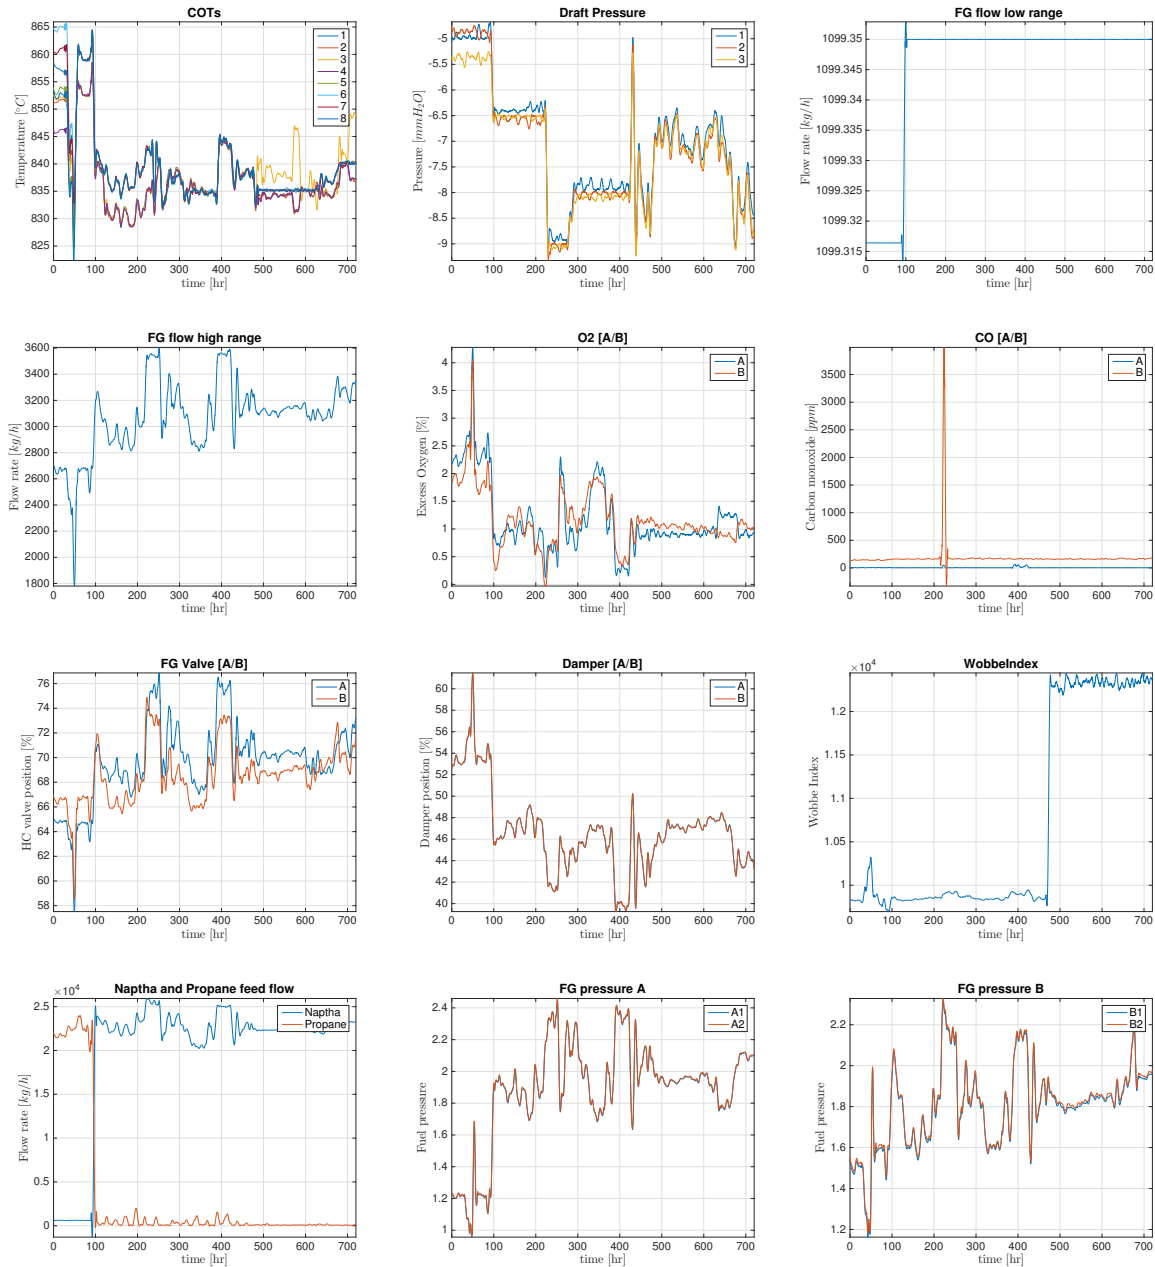 COTs
865
860
855
850
845
840
835
830
825
Temperature [°C]
0 100 200 300 400 500 600 700
time [hr]
1
2
3
4
5
6
7
8
Draft Pressure
-4.5
-5
-5.5
-6
-6.5
-7
-7.5
-8
-8.5
-9
Pressure [mmH2O]
0 100 200 300 400 500 600 700
time [hr]
1
2
3
FG flow low range
1099.35
1099.345
1099.34
1099.335
1099.33
1099.325
1099.32
1099.315
Flow rate [kg/h]
0 100 200 300 400 500 600 700
time [hr]
FG flow high range
3600
3400
3200
3000
2800
2600
2400
2200
2000
1800
Flow rate [kg/h]
0 100 200 300 400 500 600 700
time [hr]
O2 [A/B]
4
3.5
3
2.5
2
1.5
1
0.5
0
Excess Oxygen [%]
0 100 200 300 400 500 600 700
time [hr]
A
B
CO [A/B]
3500
3000
2500
2000
1500
1000
500
0
Carbon monoxide [ppm]
0 100 200 300 400 500 600 700
time [hr]
A
B
FG Valve [A/B]
76
74
72
70
68
66
64
62
60
58
HC valve position [%]
0 100 200 300 400 500 600 700
time [hr]
A
B
Damper [A/B]
60
58
56
54
52
50
48
46
44
42
40
Damper position [%]
0 100 200 300 400 500 600 700
time [hr]
A
B
WobbeIndex
×10^4
1.2
1.15
1.1
1.05
1
Wobbe Index
0 100 200 300 400 500 600 700
time [hr]
Naptha and Propane feed flow
×10^4
2.5
2
1.5
1
0.5
0
Flow rate [kg/h]
0 100 200 300 400 500 600 700
time [hr]
Naptha
Propane
FG pressure A
2.4
2.2
2
1.8
1.6
1.4
1.2
1
Fuel pressure
0 100 200 300 400 500 600 700
time [hr]
A1
A2
FG pressure B
2.2
2
1.8
1.6
1.4
1.2
Fuel pressure
0 100 200 300 400 500 600 700
time [hr]
B1
B2